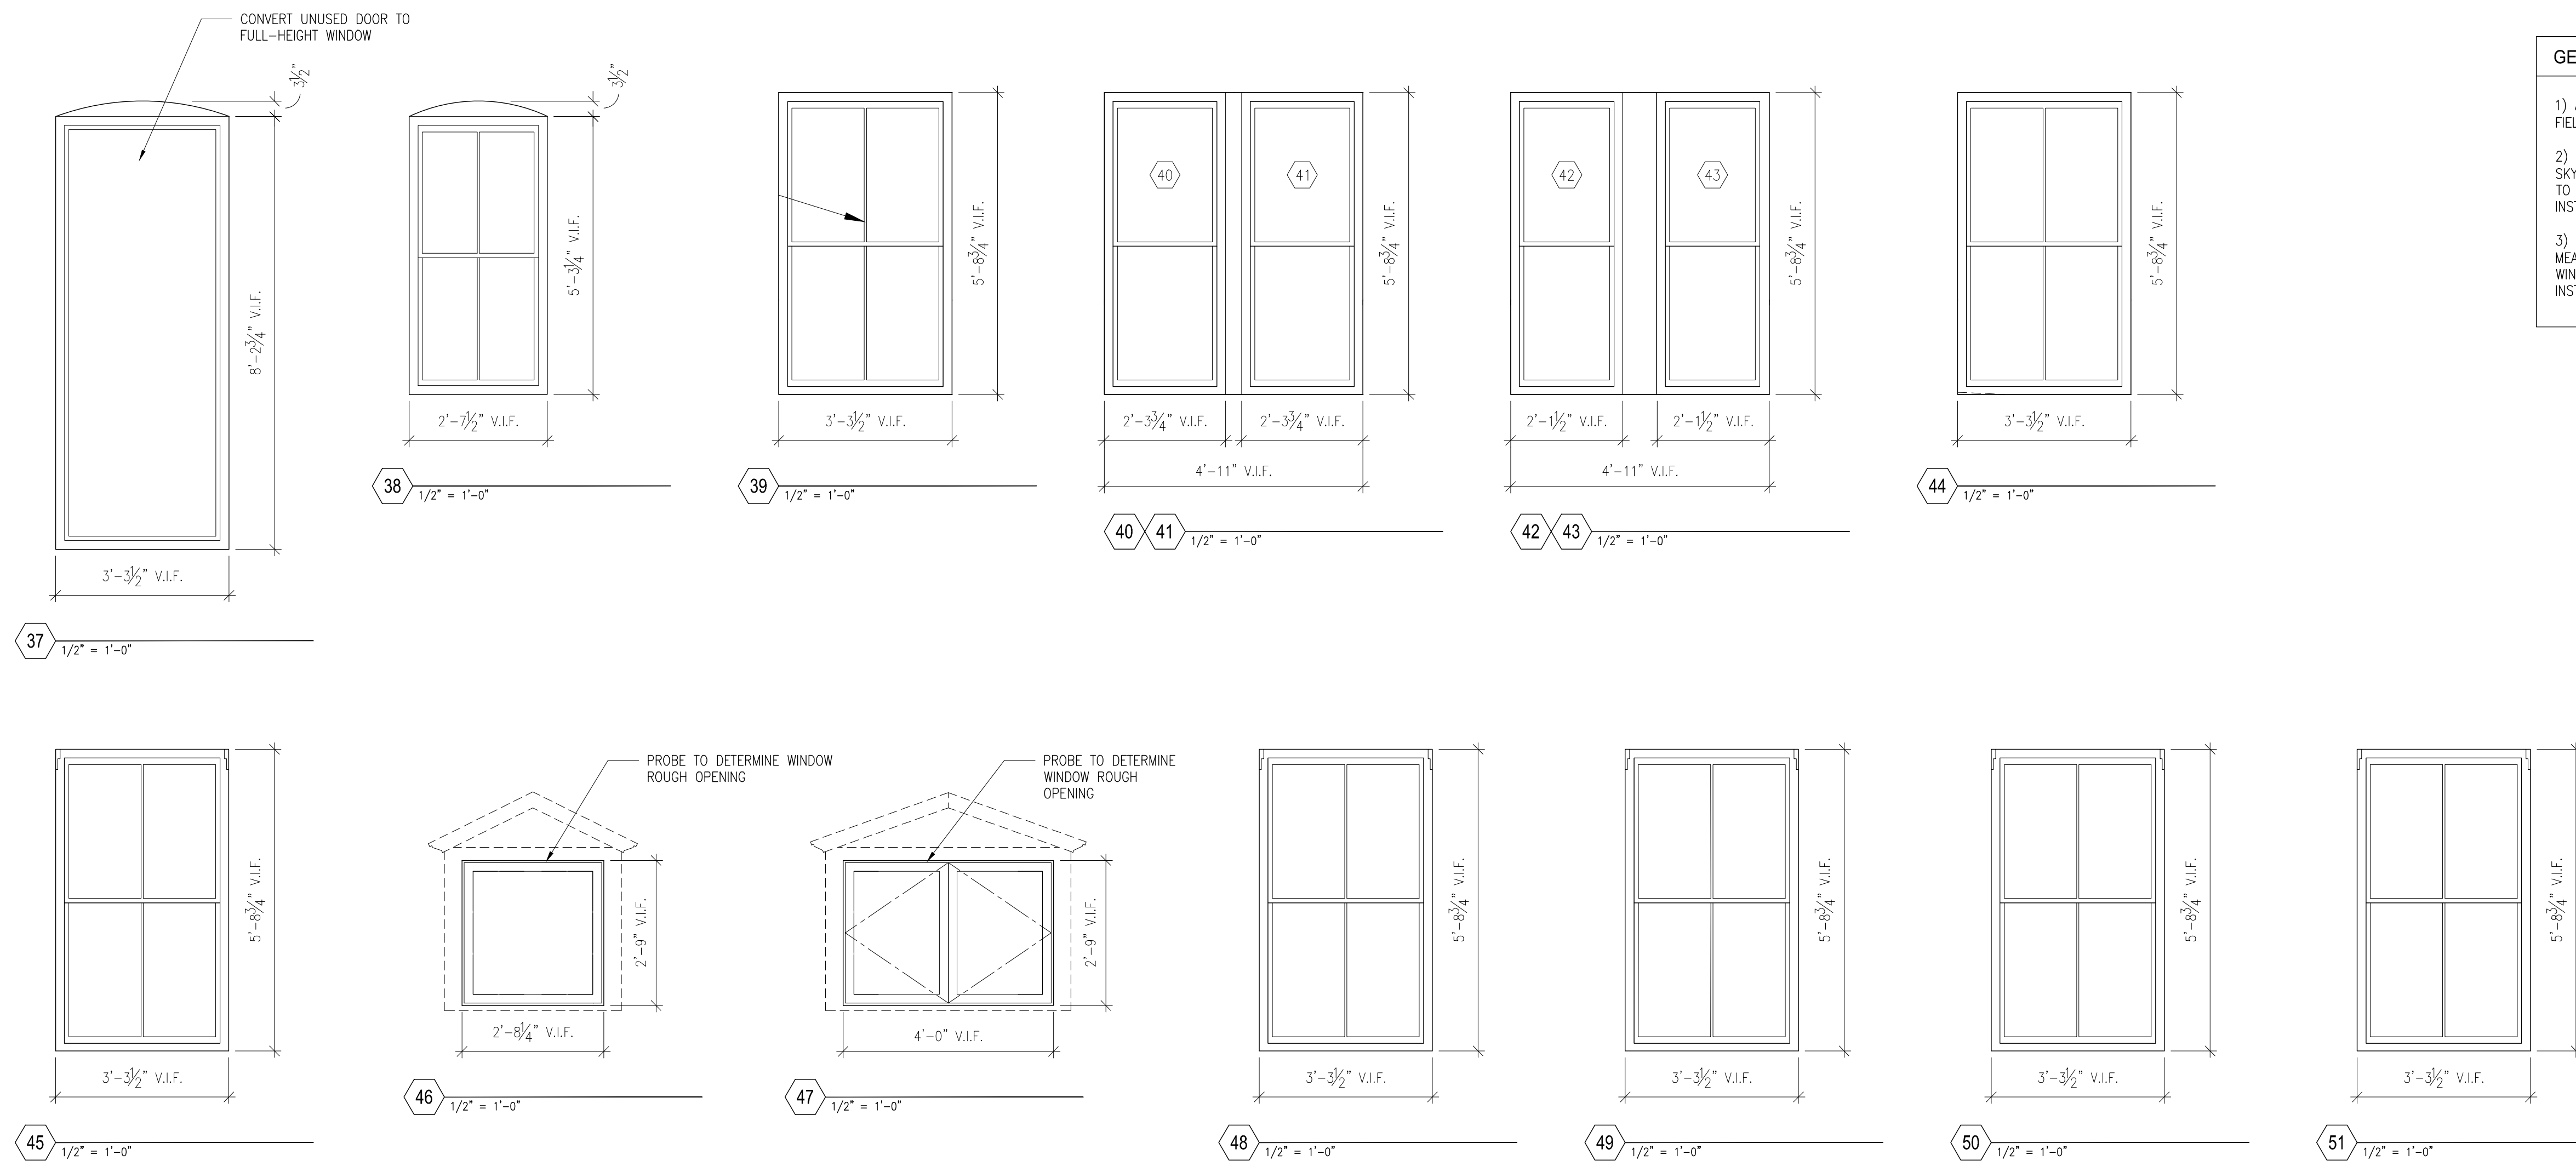 CONVERT UNUSED DOOR TO
FULL-HEIGHT WINDOW
3½"
8'-2¾" V.I.F.
3'-3½" V.I.F.
37
1/2" = 1'-0"
3½"
5'-3¼" V.I.F.
2'-7½" V.I.F.
38
1/2" = 1'-0"
5'-8¾" V.I.F.
3'-3½" V.I.F.
39
1/2" = 1'-0"
40
41
5'-8¾" V.I.F.
2'-3¾" V.I.F.
2'-3¾" V.I.F.
4'-11" V.I.F.
40 41
1/2" = 1'-0"
42
43
5'-8¾" V.I.F.
2'-1½" V.I.F.
2'-1½" V.I.F.
4'-11" V.I.F.
42 43
1/2" = 1'-0"
5'-8¾" V.I.F.
3'-3½" V.I.F.
44
1/2" = 1'-0"
GE
1)
FIEL
2)
SKY
TO
INST
3)
MEA
WIN
INST
5'-8¾" V.I.F.
3'-3½" V.I.F.
45
1/2" = 1'-0"
PROBE TO DETERMINE WINDOW
ROUGH OPENING
2'-9" V.I.F.
2'-8¼" V.I.F.
46
1/2" = 1'-0"
PROBE TO DETERMINE
WINDOW ROUGH
OPENING
2'-9" V.I.F.
4'-0" V.I.F.
47
1/2" = 1'-0"
5'-8¾" V.I.F.
3'-3½" V.I.F.
48
1/2" = 1'-0"
5'-8¾" V.I.F.
3'-3½" V.I.F.
49
1/2" = 1'-0"
5'-8¾" V.I.F.
3'-3½" V.I.F.
50
1/2" = 1'-0"
5'-8¾" V.I.F.
3'-3½" V.I.F.
51
1/2" = 1'-0"